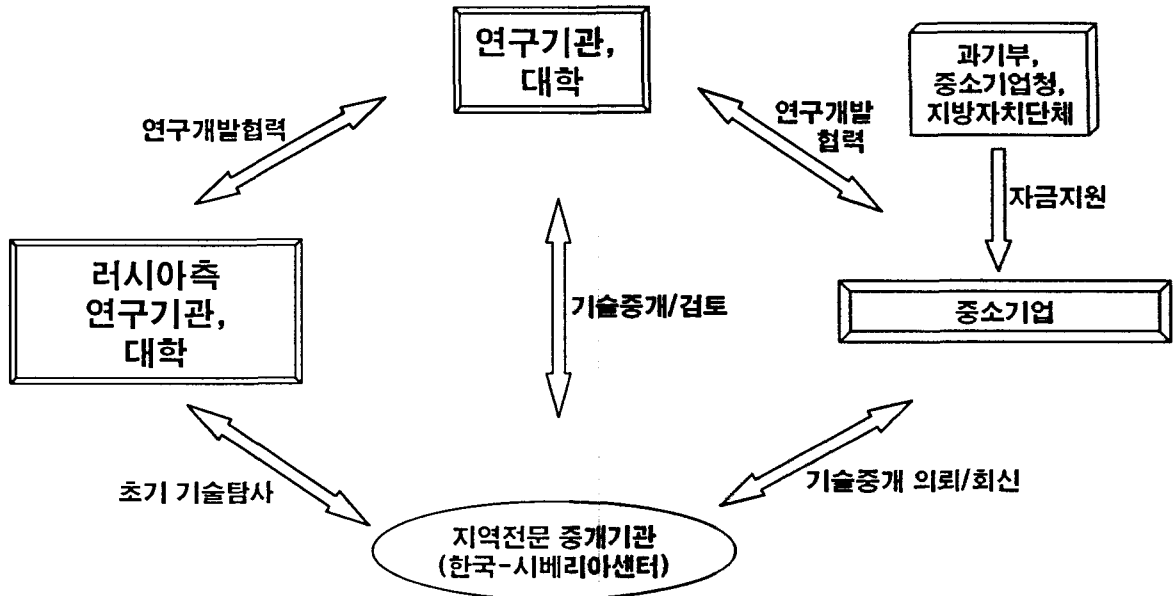 연구기관,
대학
과기부,
중소기업청,
지방자치단체
연구개발협력
연구개발
협력
자금지원
러시아측
연구기관,
대학
기술중개/검토
중소기업
초기 기술탐사
기술중개 의뢰/회신
지역전문 중개기관
(한국-시베리아센터)